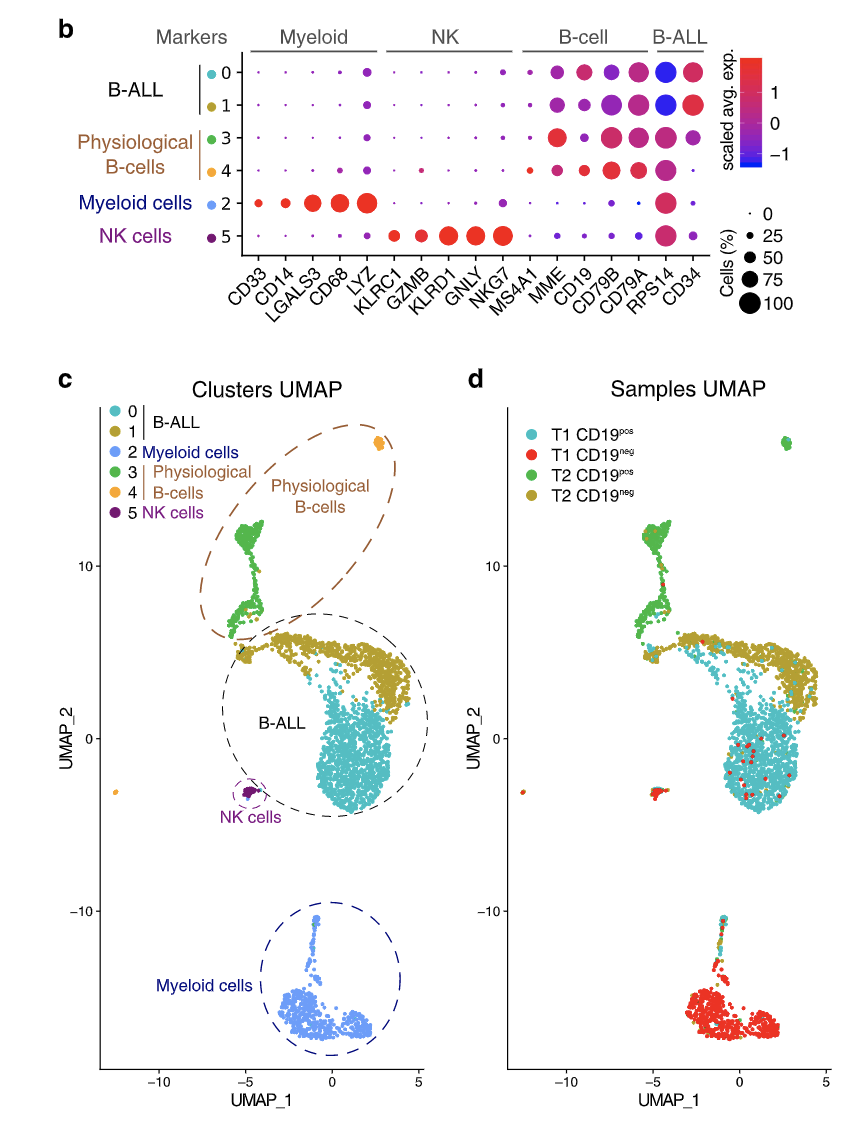 b
Markers Myeloid NK B-cell B-ALL
B-ALL 0
1
Physiological B-cells 3
4
Myeloid cells 2
NK cells 5
CD33 CD14 LGALS3 CD68 LYZ KLRC1 GZMB KLRD1 GNLY NKG7 MS4A1 MME CD19 CD79B CD79A RPS14 CD34
scaled avg. exp.
1
0
−1
Cells (%)
0
25
50
75
100
c
Clusters UMAP
0
1
B-ALL
2 Myeloid cells
3 Physiological
4 B-cells
5 NK cells
Physiological
B-cells
B-ALL
NK cells
Myeloid cells
UMAP_2
10
0
−10
−10 −5 0 5
UMAP_1
d
Samples UMAP
T1 CD19pos
T1 CD19neg
T2 CD19pos
T2 CD19neg
UMAP_2
10
0
−10
−10 −5 0 5
UMAP_1